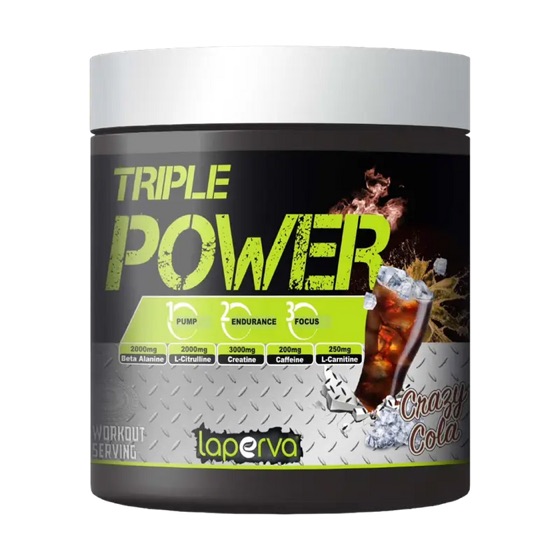 TRIPLE
POWER
1 PUMP 2 ENDURANCE 3 FOCUS
2000mg 2000mg 3000mg 200mg 250mg
Beta Alanine L-Citrulline Creatine Caffeine L-Carnitine
Crazy
Cola
WORKOUT
SERVING
laperva